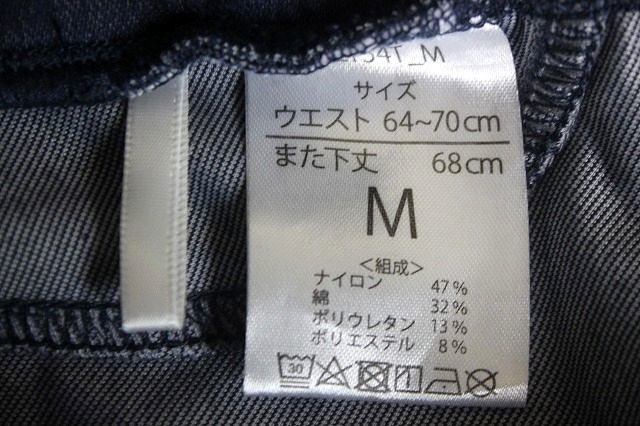 サイズ
ウエスト 64~70cm
また下丈 68cm
M
<組成>
ナイロン 47%
綿 32%
ポリウレタン 13%
ポリエステル 8%
30